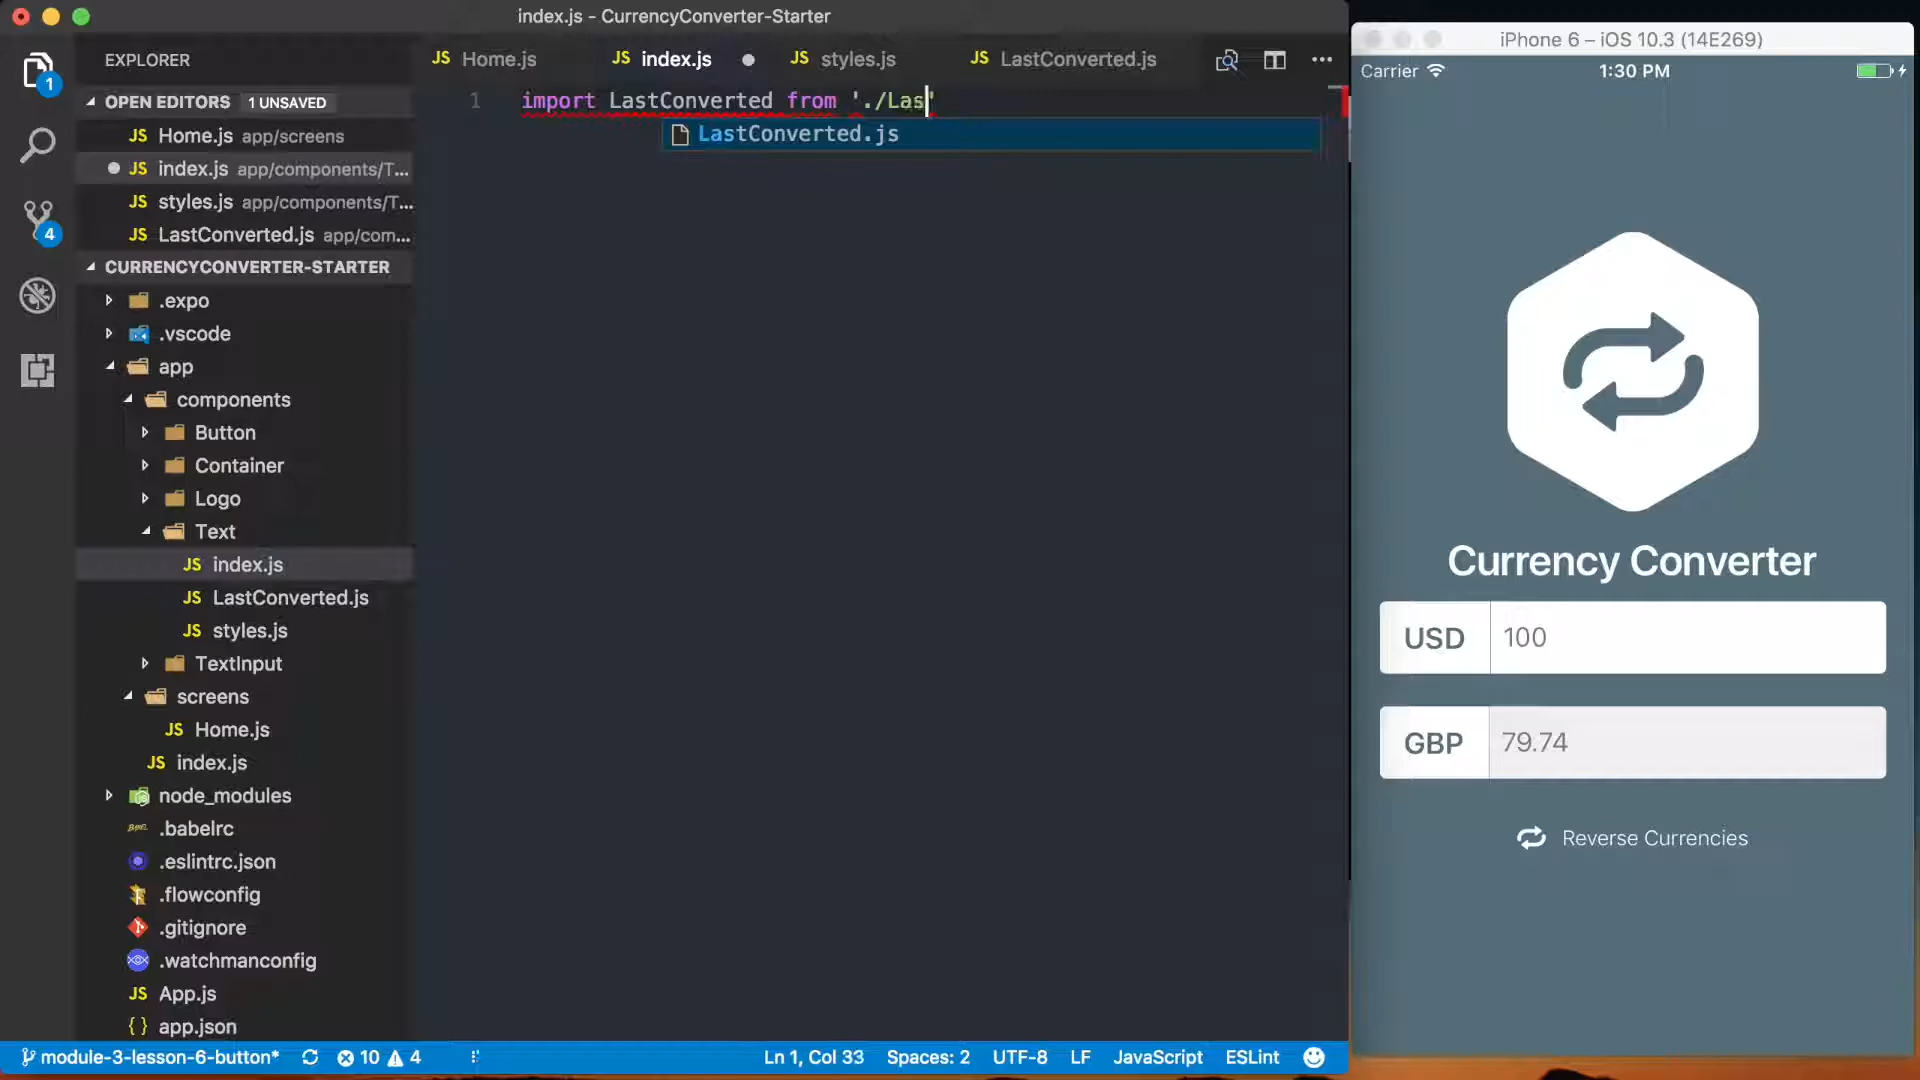 index.js - CurrencyConverter-Starter
EXPLORER
OPEN EDITORS 1 UNSAVED
JS Home.js app/screens
JS index.js app/components/T...
JS styles.js app/components/T...
JS LastConverted.js app/com...
CURRENCYCONVERTER-STARTER
.expo
.vscode
app
components
Button
Container
Logo
Text
JS index.js
JS LastConverted.js
JS styles.js
TextInput
screens
JS Home.js
JS index.js
node_modules
.babelrc
.eslintrc.json
.flowconfig
.gitignore
.watchmanconfig
JS App.js
{ } app.json
1
4
JS Home.js JS index.js JS styles.js JS LastConverted.js
1 import LastConverted from './Las'
LastConverted.js
module-3-lesson-6-button* 10 4 Ln 1, Col 33 Spaces: 2 UTF-8 LF JavaScript ESLint
iPhone 6 – iOS 10.3 (14E269)
Carrier 1:30 PM
Currency Converter
USD 100
GBP 79.74
Reverse Currencies